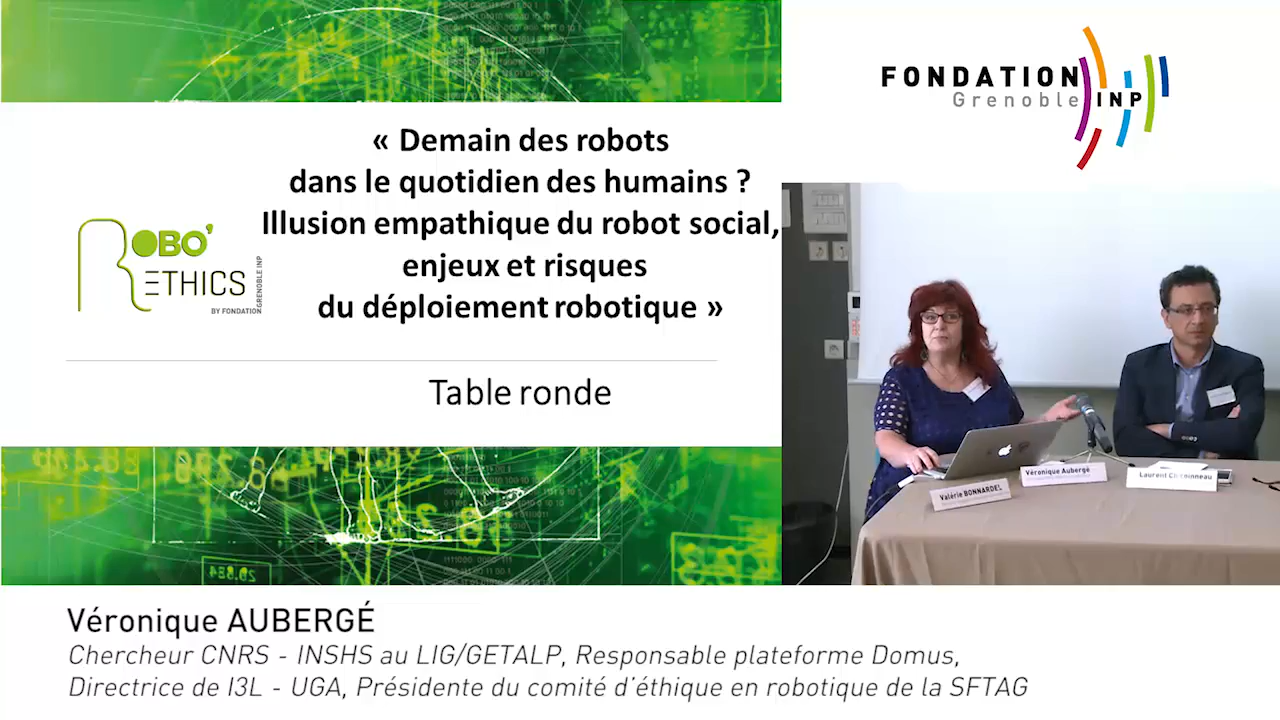 « Demain des robots
dans le quotidien des humains ?
Illusion empathique du robot social,
enjeux et risques
du déploiement robotique »
Table ronde
ROBO'
ETHICS
BY FONDATION
GRENOBLE INP
FONDATION
Grenoble INP
Valérie BONNARDEL
Véronique Aubergé
Véronique AUBERGÉ
Chercheur CNRS - INSHS au LIG/GETALP, Responsable plateforme Domus,
Directrice de I3L - UGA, Présidente du comité d'éthique en robotique de la SFTAG